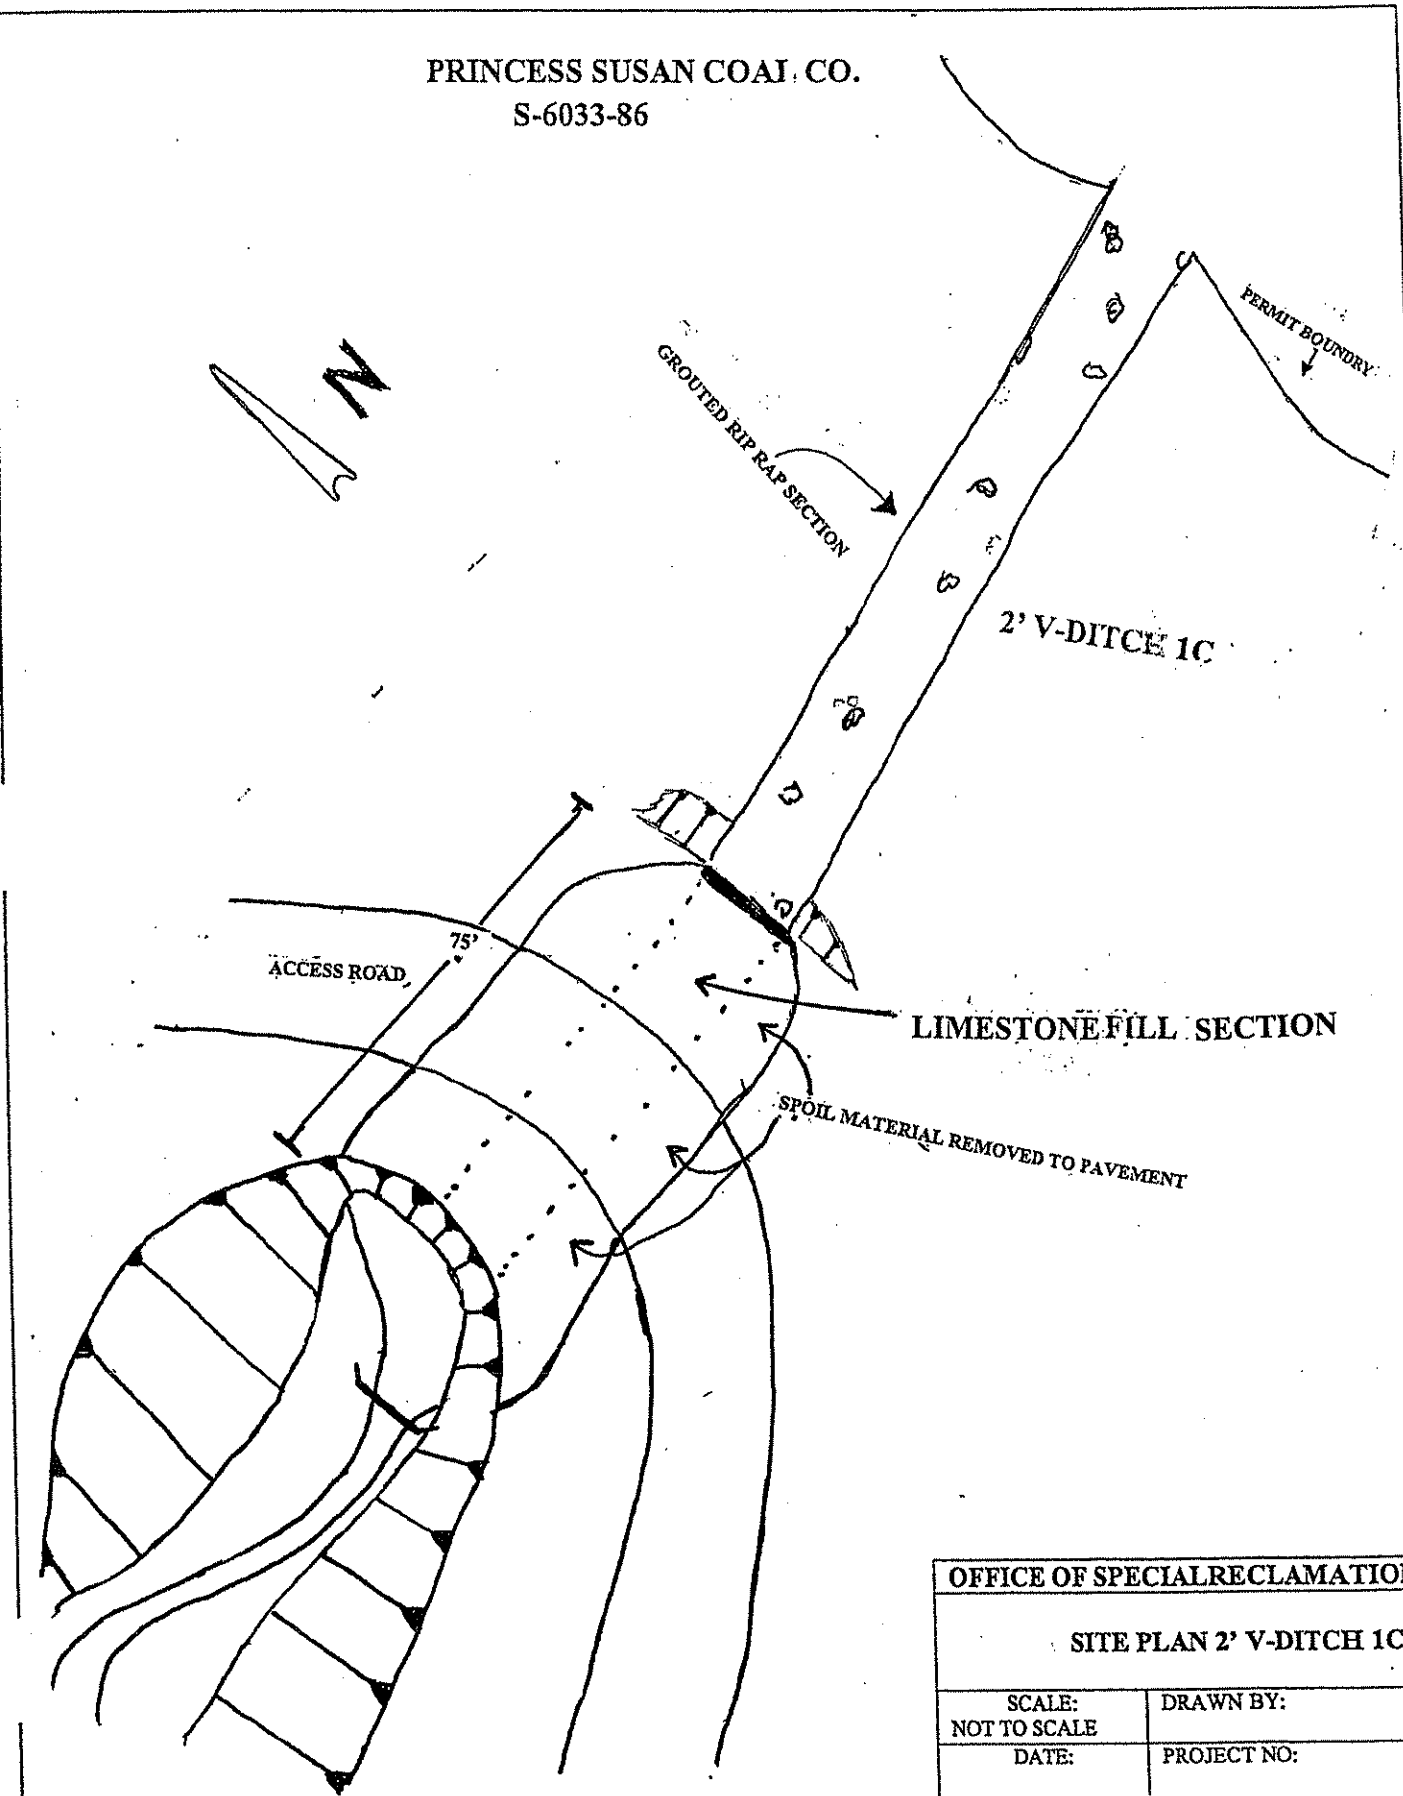 PRINCESS SUSAN COAL CO.
S-6033-86
N
PERMIT BOUNDRY
GROUTED RIP RAP SECTION
2' V-DITCH 1C
75'
ACCESS ROAD
LIMESTONE FILL SECTION
SPOIL MATERIAL REMOVED TO PAVEMENT
OFFICE OF SPECIALRECLAMATION
SITE PLAN 2' V-DITCH 1C
SCALE:
NOT TO SCALE
DRAWN BY:
DATE:
PROJECT NO: